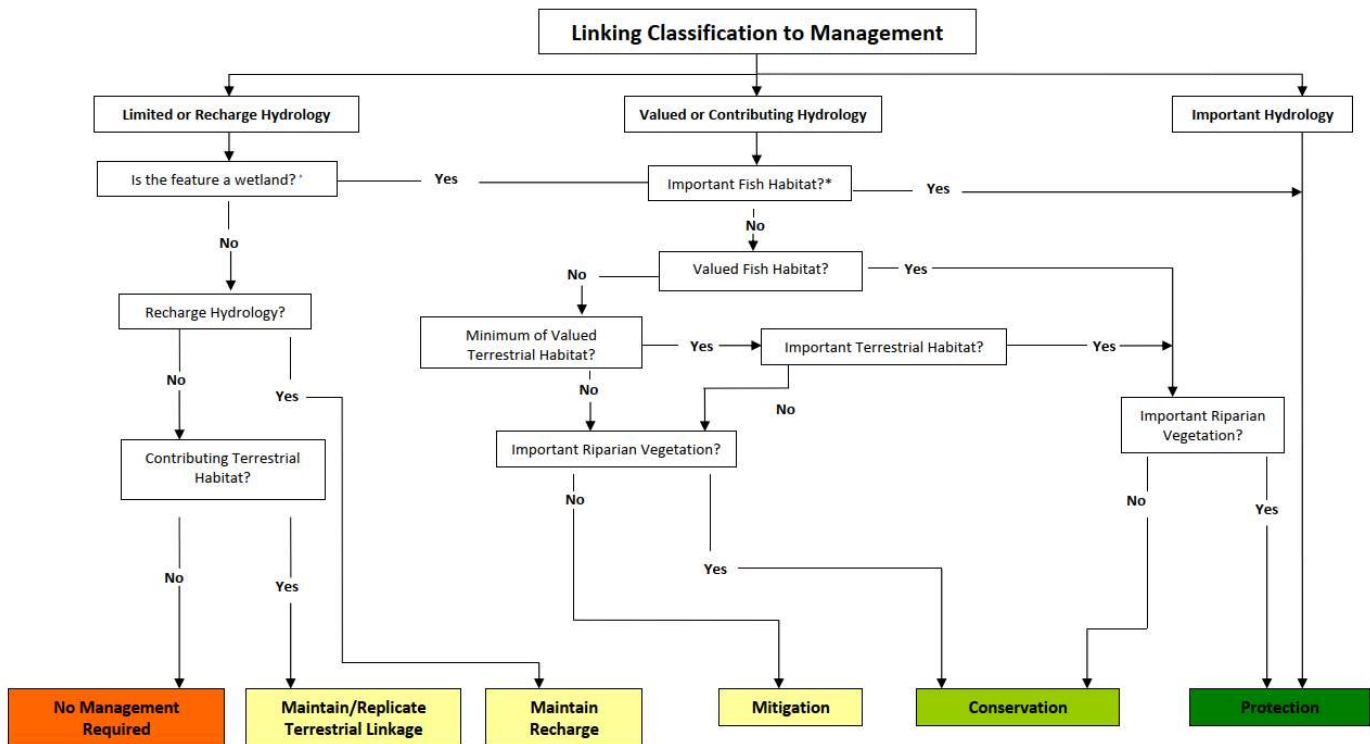 Linking Classification to Management
Limited or Recharge Hydrology
Valued or Contributing Hydrology
Important Hydrology
Is the feature a wetland? *
Yes
Important Fish Habitat?*
Yes
No
No
Valued Fish Habitat?
No
Yes
Recharge Hydrology?
Minimum of Valued
Terrestrial Habitat?
Yes
Important Terrestrial Habitat?
Yes
No
Yes
No
No
Important Riparian
Vegetation?
Contributing Terrestrial
Habitat?
Important Riparian Vegetation?
No
No
Yes
No
Yes
Yes
No Management
Required
Maintain/Replicate
Terrestrial Linkage
Maintain
Recharge
Mitigation
Conservation
Protection